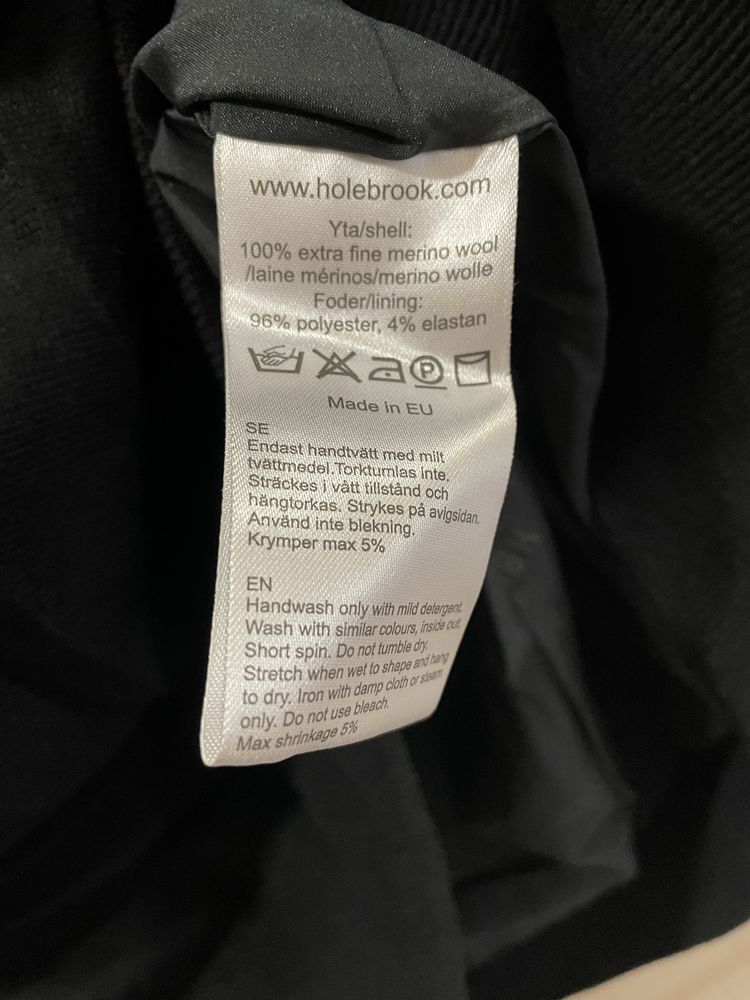 www.holebrook.com
Yta/shell:
100% extra fine merino wool
/laine mérinos/merino wolle
Foder/lining:
96% polyester, 4% elastan
P
Made in EU
SE
Endast handtvätt med milt
tvättmedel.Torktumlas inte.
Sträckes i vått tillstånd och
hängtorkas. Strykes på avigsidan.
Använd inte blekning.
Krymper max 5%
EN
Handwash only with mild detergent.
Wash with similar colours, inside out.
Short spin. Do not tumble dry.
Stretch when wet to shape and hang
to dry. Iron with damp cloth or steam
only. Do not use bleach.
Max shrinkage 5%